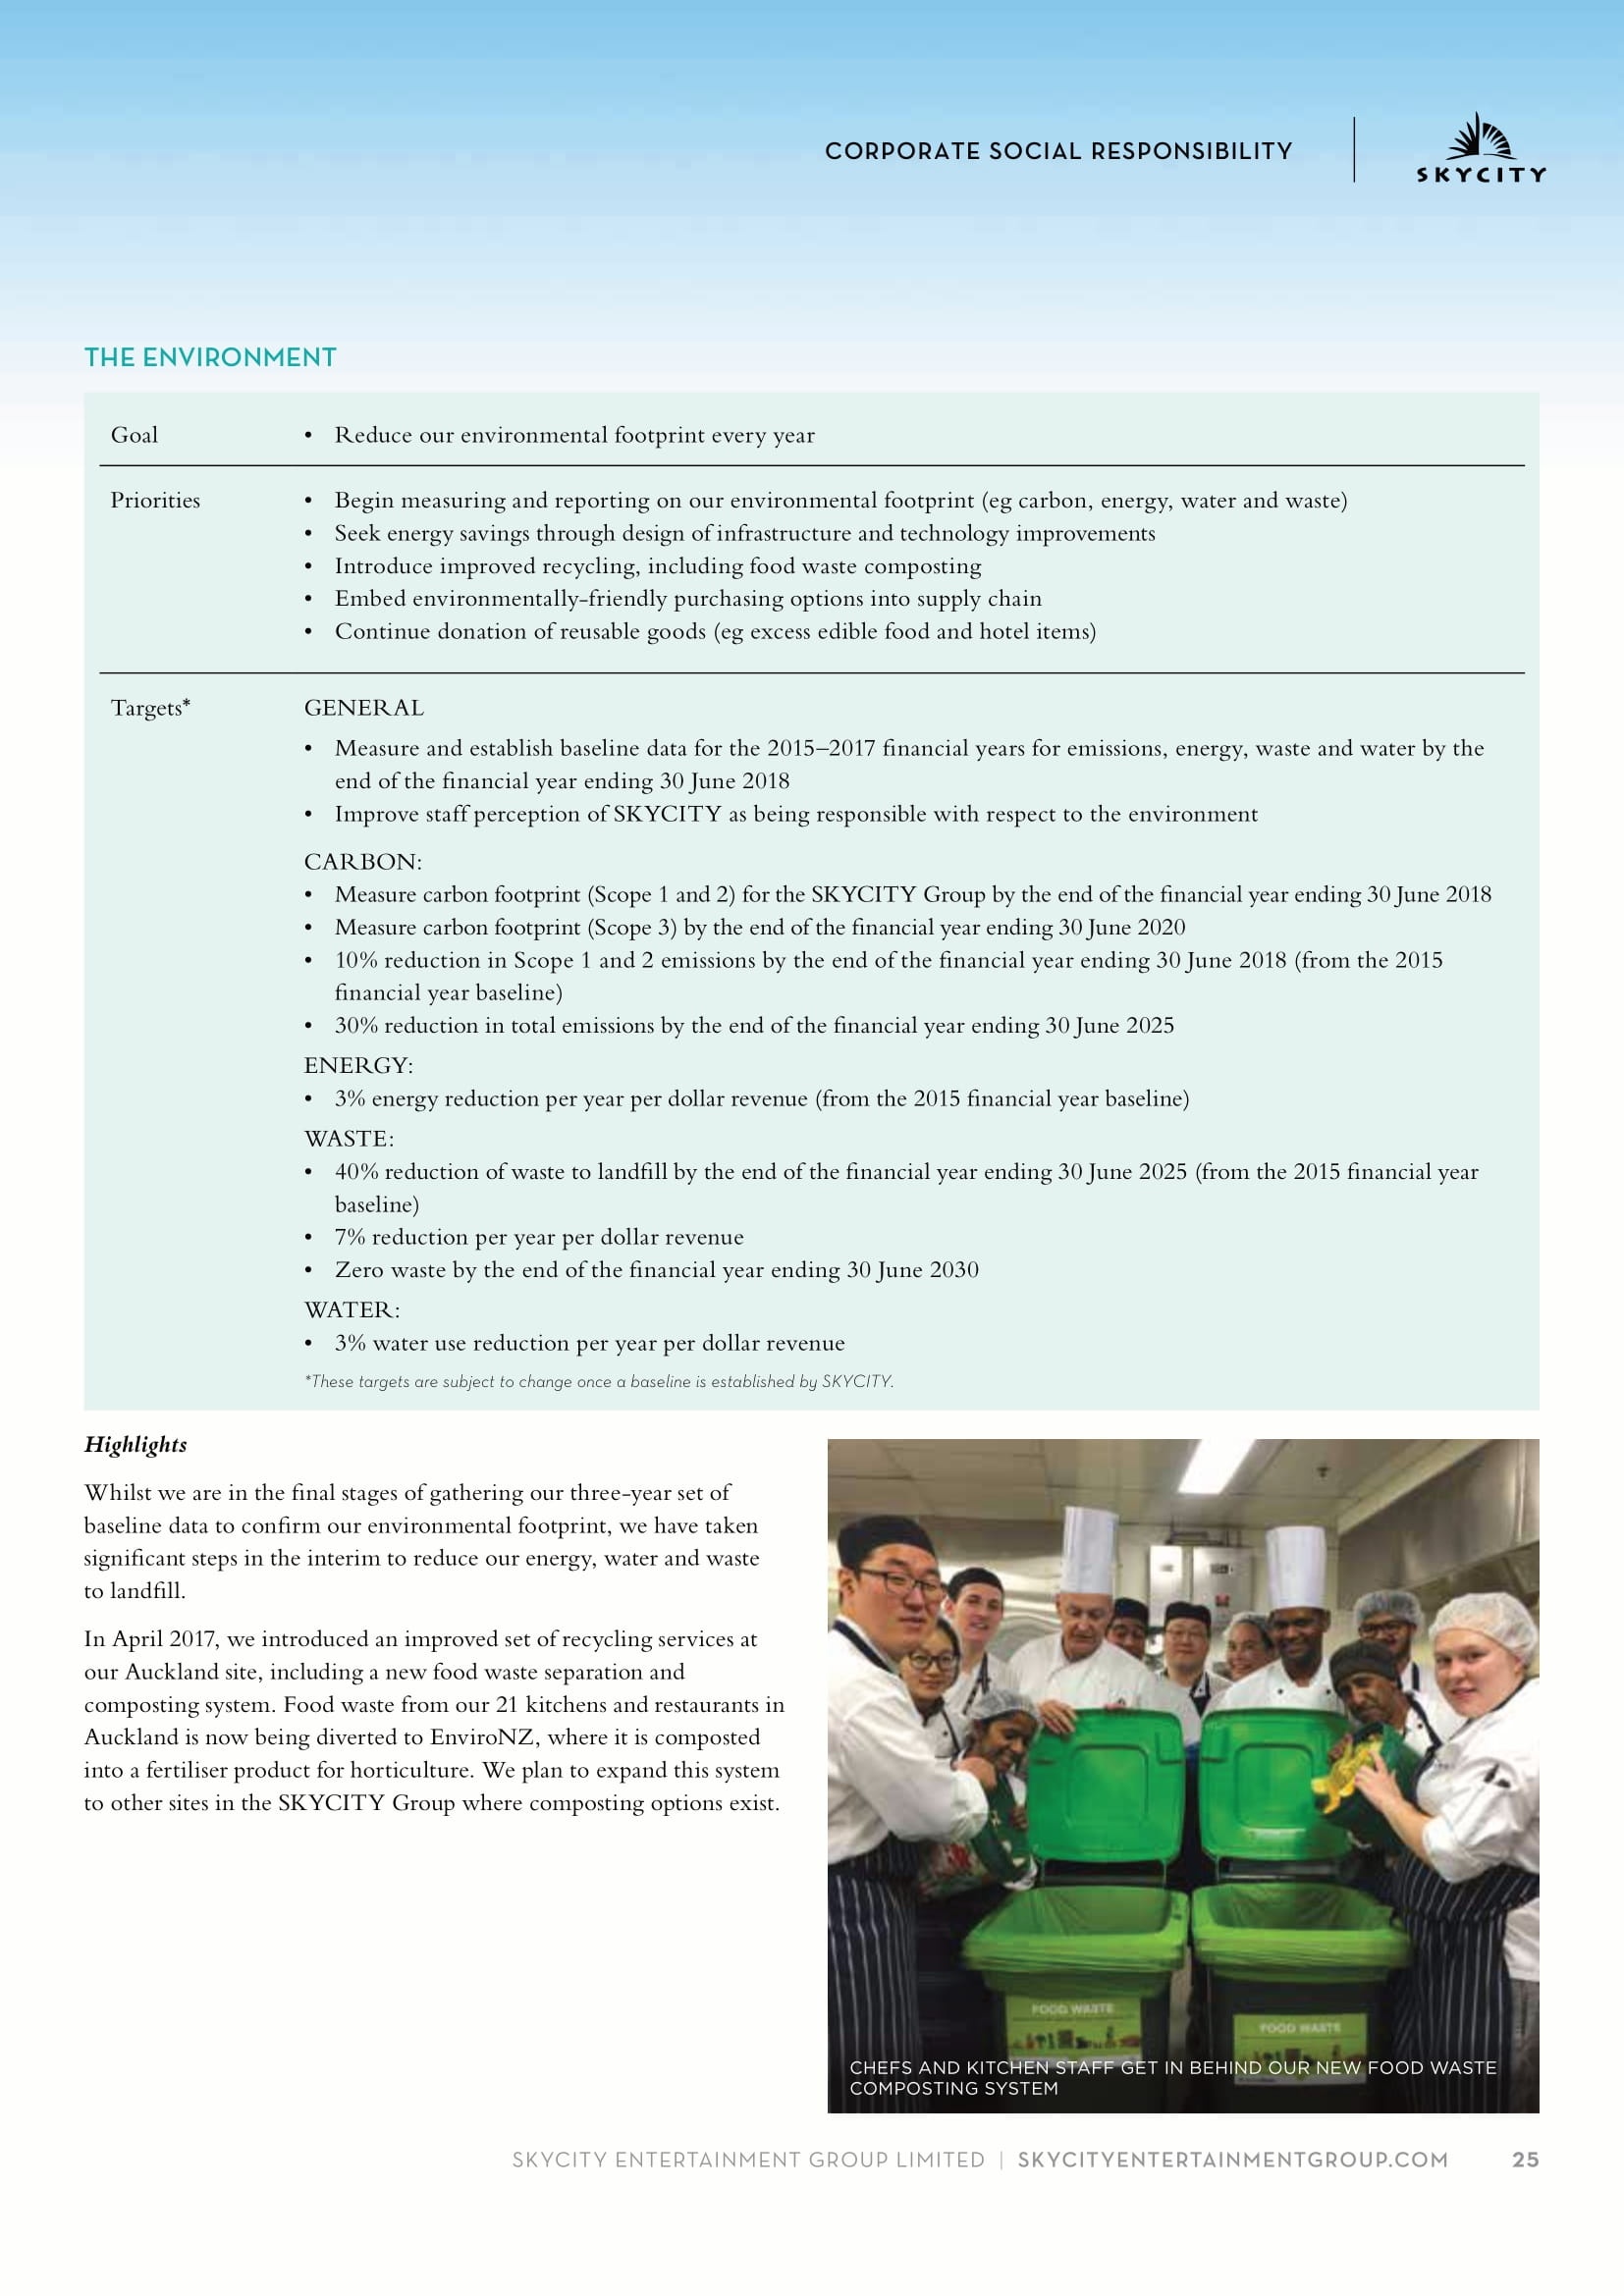 CORPORATE SOCIAL RESPONSIBILITY
SKYCITY
THE ENVIRONMENT
Goal
• Reduce our environmental footprint every year
Priorities
• Begin measuring and reporting on our environmental footprint (eg carbon, energy, water and waste)
• Seek energy savings through design of infrastructure and technology improvements
• Introduce improved recycling, including food waste composting
• Embed environmentally-friendly purchasing options into supply chain
• Continue donation of reusable goods (eg excess edible food and hotel items)
Targets*
GENERAL
• Measure and establish baseline data for the 2015–2017 financial years for emissions, energy, waste and water by the
end of the financial year ending 30 June 2018
• Improve staff perception of SKYCITY as being responsible with respect to the environment
CARBON:
• Measure carbon footprint (Scope 1 and 2) for the SKYCITY Group by the end of the financial year ending 30 June 2018
• Measure carbon footprint (Scope 3) by the end of the financial year ending 30 June 2020
• 10% reduction in Scope 1 and 2 emissions by the end of the financial year ending 30 June 2018 (from the 2015
financial year baseline)
• 30% reduction in total emissions by the end of the financial year ending 30 June 2025
ENERGY:
• 3% energy reduction per year per dollar revenue (from the 2015 financial year baseline)
WASTE:
• 40% reduction of waste to landfill by the end of the financial year ending 30 June 2025 (from the 2015 financial year
baseline)
• 7% reduction per year per dollar revenue
• Zero waste by the end of the financial year ending 30 June 2030
WATER:
• 3% water use reduction per year per dollar revenue
*These targets are subject to change once a baseline is established by SKYCITY.
Highlights
Whilst we are in the final stages of gathering our three-year set of
baseline data to confirm our environmental footprint, we have taken
significant steps in the interim to reduce our energy, water and waste
to landfill.
In April 2017, we introduced an improved set of recycling services at
our Auckland site, including a new food waste separation and
composting system. Food waste from our 21 kitchens and restaurants in
Auckland is now being diverted to EnviroNZ, where it is composted
into a fertiliser product for horticulture. We plan to expand this system
to other sites in the SKYCITY Group where composting options exist.
FOOD WASTE
FOOD WASTE
CHEFS AND KITCHEN STAFF GET IN BEHIND OUR NEW FOOD WASTE
COMPOSTING SYSTEM
SKYCITY ENTERTAINMENT GROUP LIMITED | SKYCITYENTERTAINMENTGROUP.COM 25